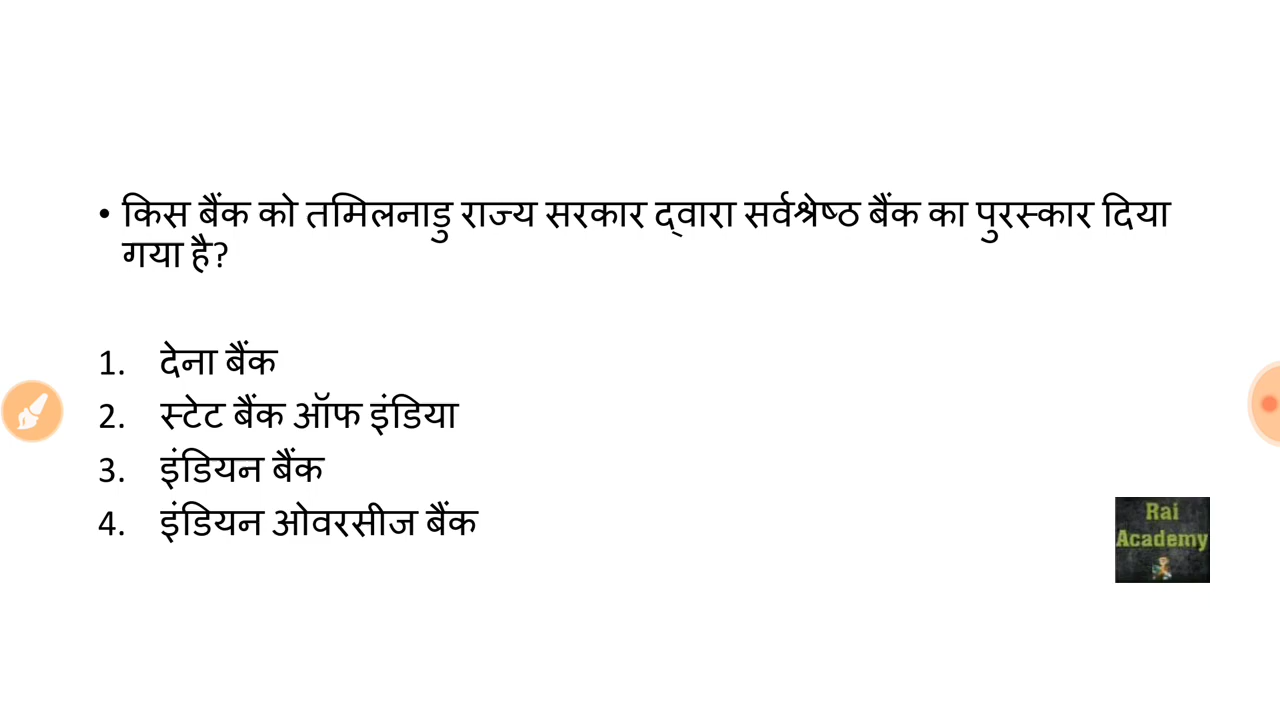 • किस बैंक को तमिलनाडु राज्य सरकार द्वारा सर्वश्रेष्ठ बैंक का पुरस्कार दिया
गया है?
1. देना बैंक
2. स्टेट बैंक ऑफ इंडिया
3. इंडियन बैंक
4. इंडियन ओवरसीज बैंक
Rai
Academy